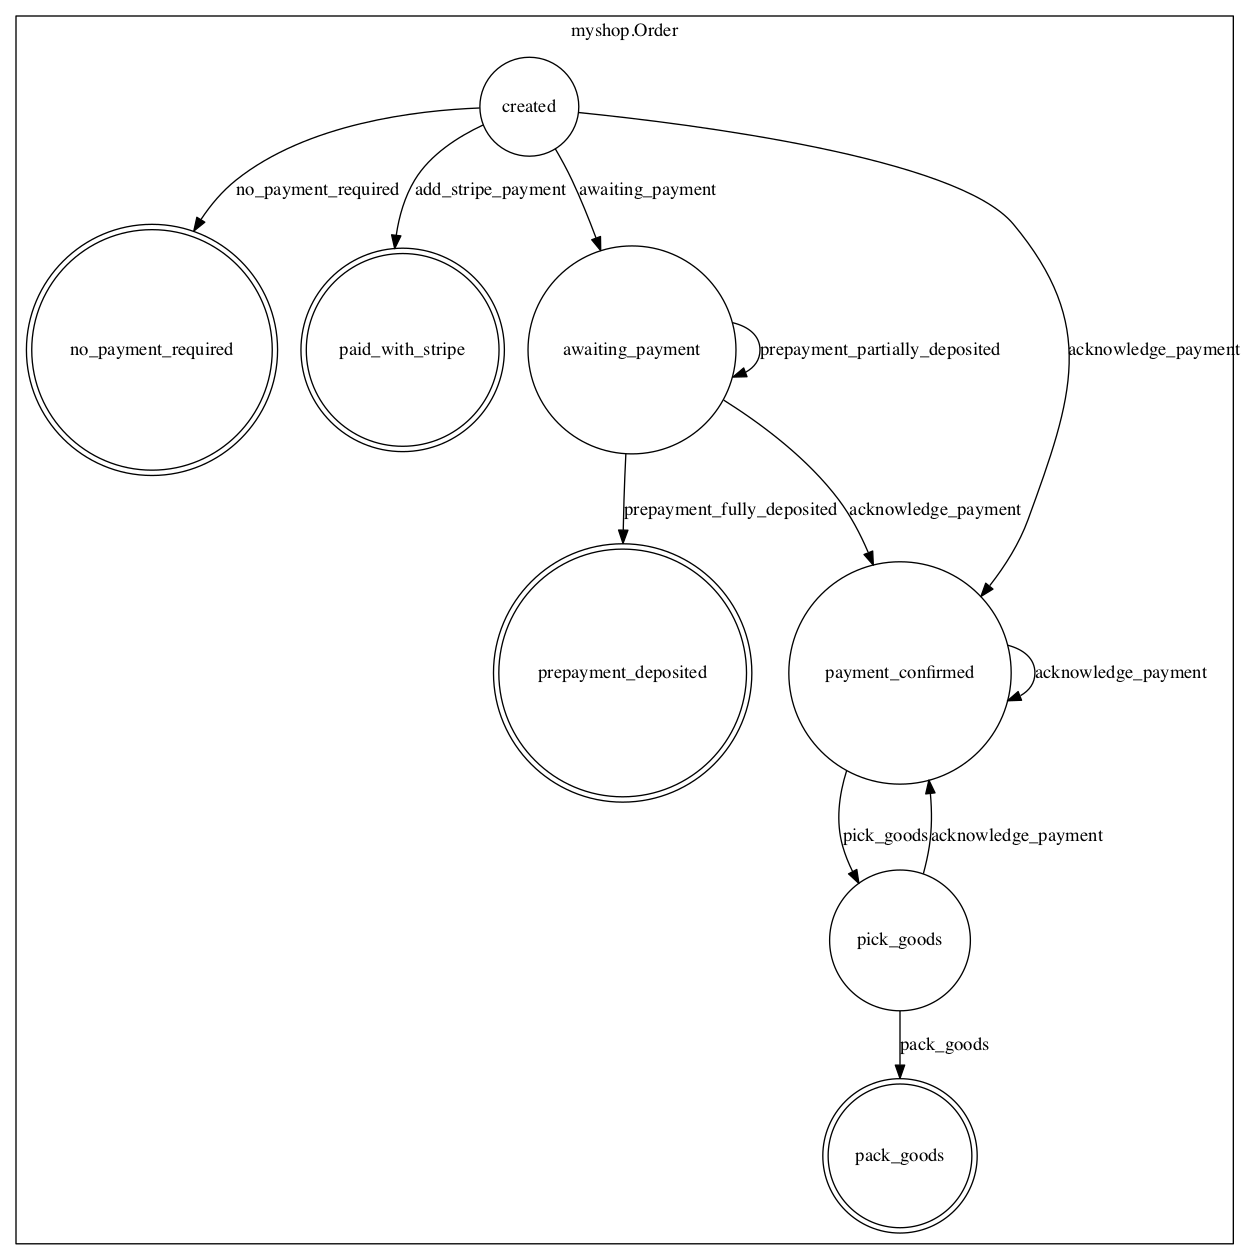 myshop.Order
created
no_payment_required
add_stripe_payment
awaiting_payment
no_payment_required
paid_with_stripe
awaiting_payment
prepayment_partially_deposited
acknowledge_payment
prepayment_fully_deposited
acknowledge_payment
prepayment_deposited
payment_confirmed
acknowledge_payment
pick_goods
acknowledge_payment
pick_goods
pack_goods
pack_goods